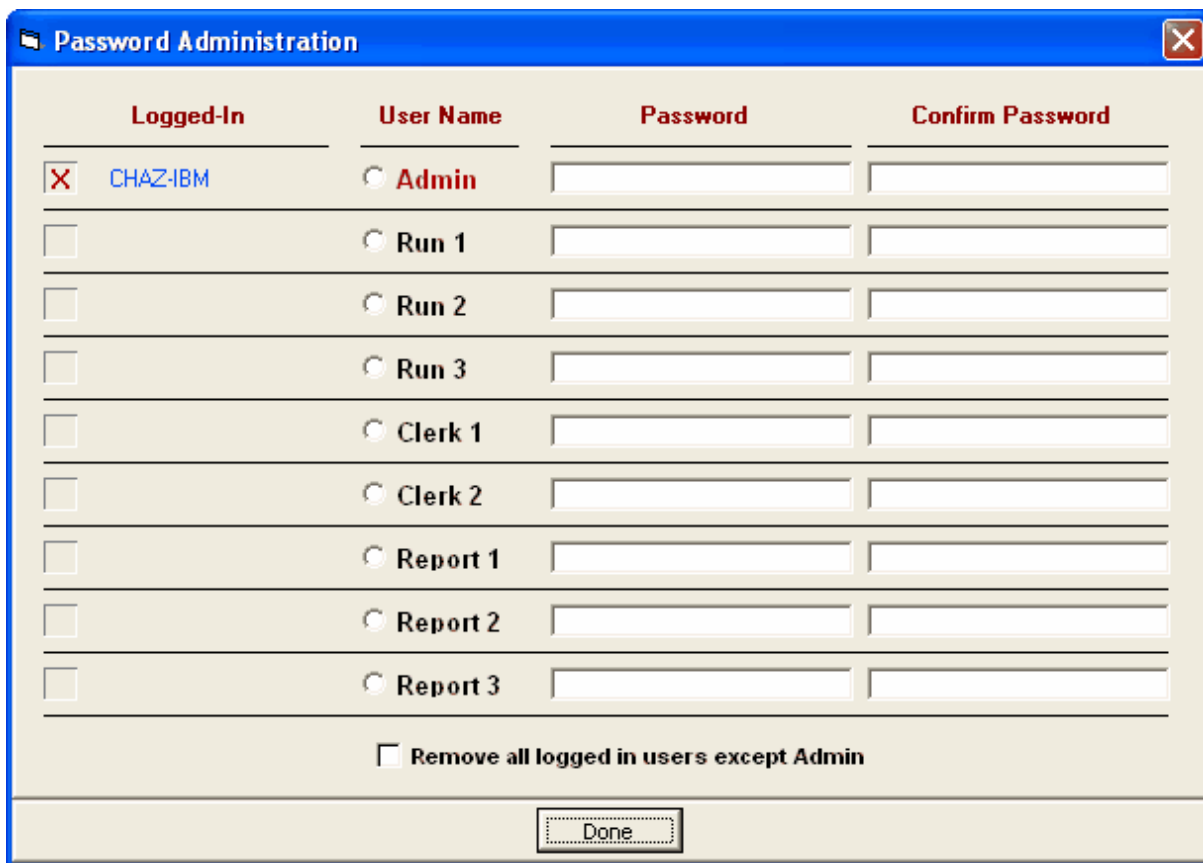 Password Administration
Logged-In User Name Password Confirm Password
CHAZ-IBM Admin
Run 1
Run 2
Run 3
Clerk 1
Clerk 2
Report 1
Report 2
Report 3
Remove all logged in users except Admin
Done